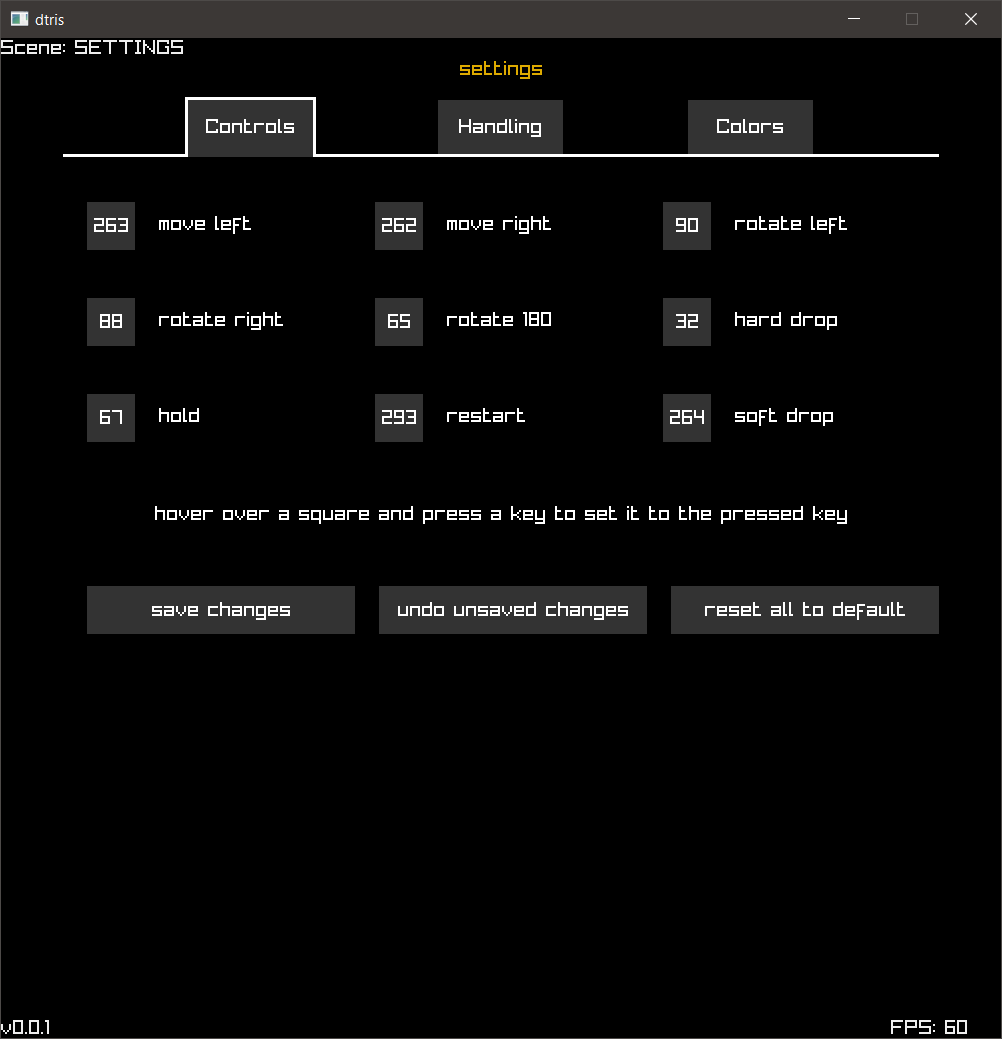 dtris
Scene: SETTINGS
settings
Controls Handling Colors
263 move left 262 move right 90 rotate left
88 rotate right 65 rotate 180 32 hard drop
67 hold 293 restart 264 soft drop
hover over a square and press a key to set it to the pressed key
save changes undo unsaved changes reset all to default
v0.0.1 FPS: 60